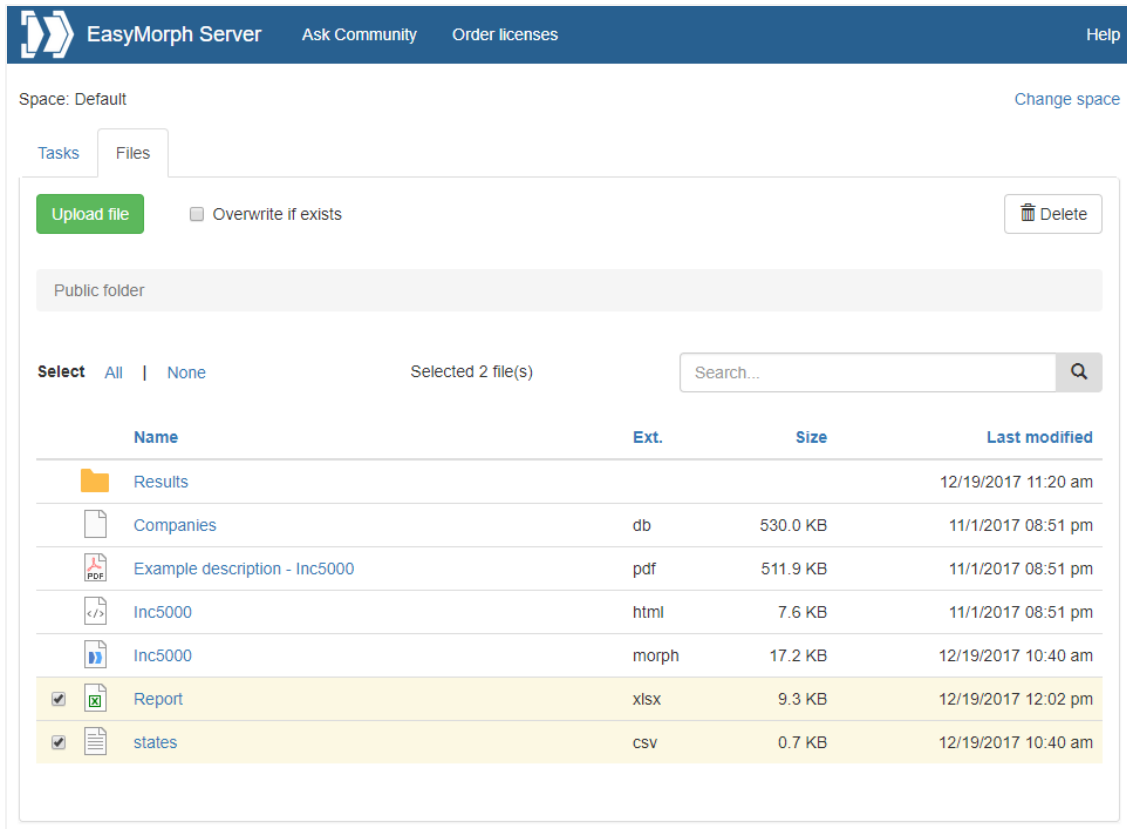 EasyMorph Server Ask Community Order licenses Help
Space: Default Change space
Tasks Files
Upload file Overwrite if exists Delete
Public folder
Select All | None Selected 2 file(s) Search...
Name Ext. Size Last modified
Results 12/19/2017 11:20 am
Companies db 530.0 KB 11/1/2017 08:51 pm
PDF Example description - Inc5000 pdf 511.9 KB 11/1/2017 08:51 pm
</> Inc5000 html 7.6 KB 11/1/2017 08:51 pm
Inc5000 morph 17.2 KB 12/19/2017 10:40 am
X Report xlsx 9.3 KB 12/19/2017 12:02 pm
states csv 0.7 KB 12/19/2017 10:40 am